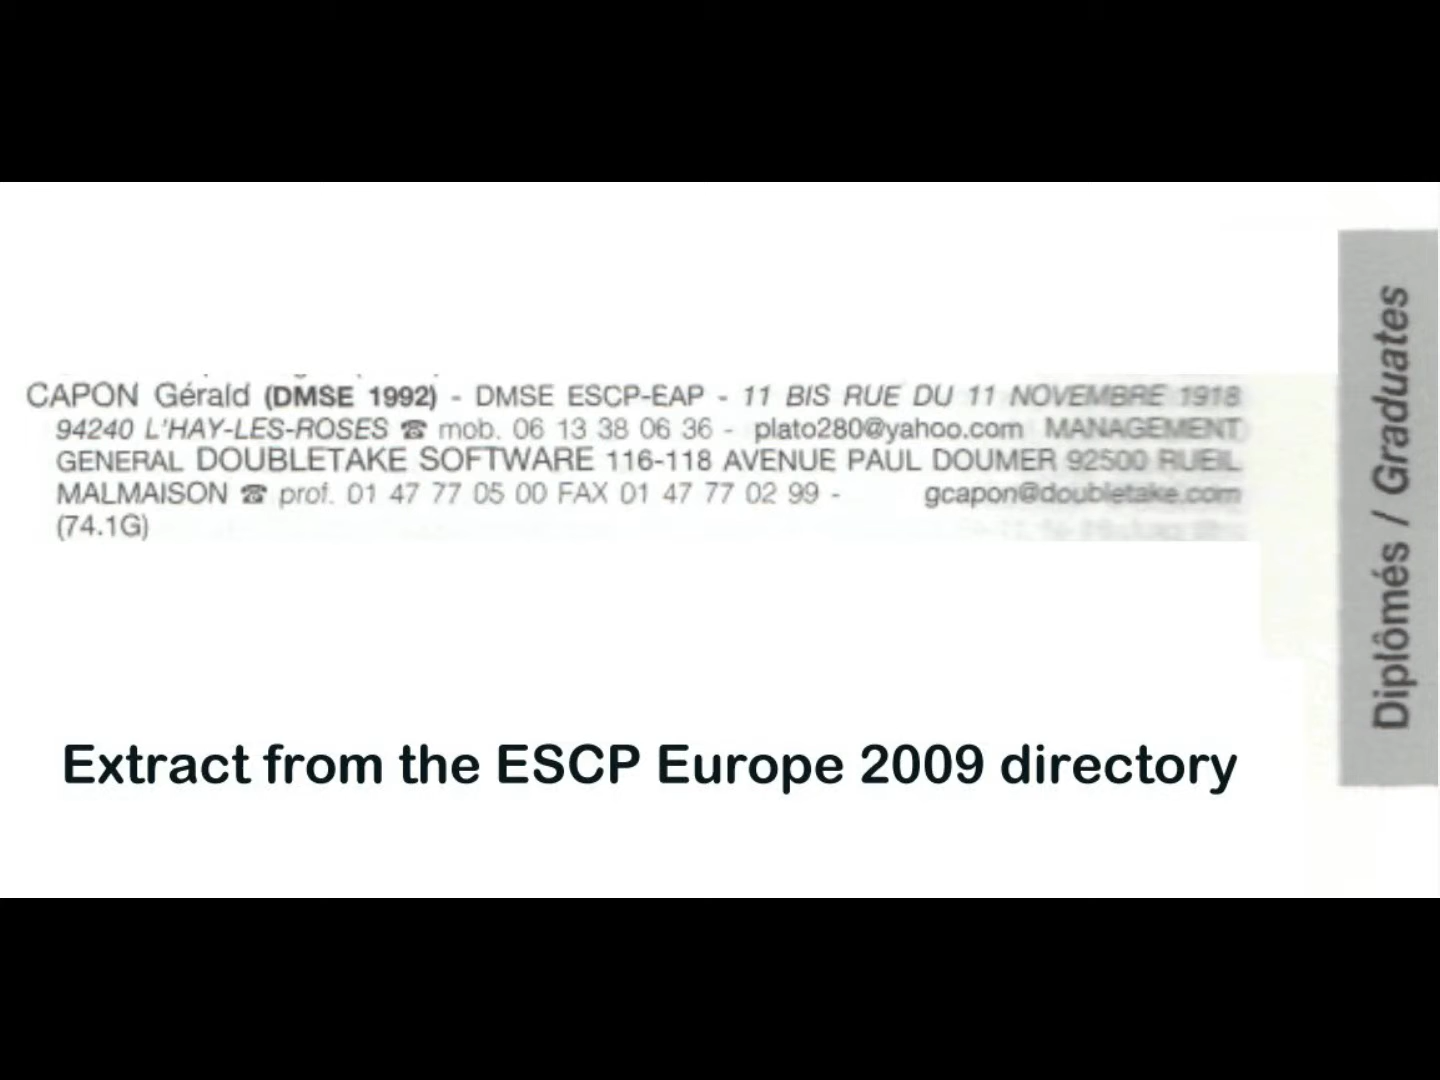 CAPON Gérald (DMSE 1992) - DMSE ESCP-EAP - 11 BIS RUE DU 11 NOVEMBRE 1918
94240 L'HAY-LES-ROSES ☎ mob. 06 13 38 06 36 - plato280@yahoo.com MANAGEMENT
GENERAL DOUBLETAKE SOFTWARE 116-118 AVENUE PAUL DOUMER 92500 RUEIL
MALMAISON ☎ prof. 01 47 77 05 00 FAX 01 47 77 02 99 - gcapon@doubletake.com
(74.1G)
Extract from the ESCP Europe 2009 directory
Diplômés / Graduates